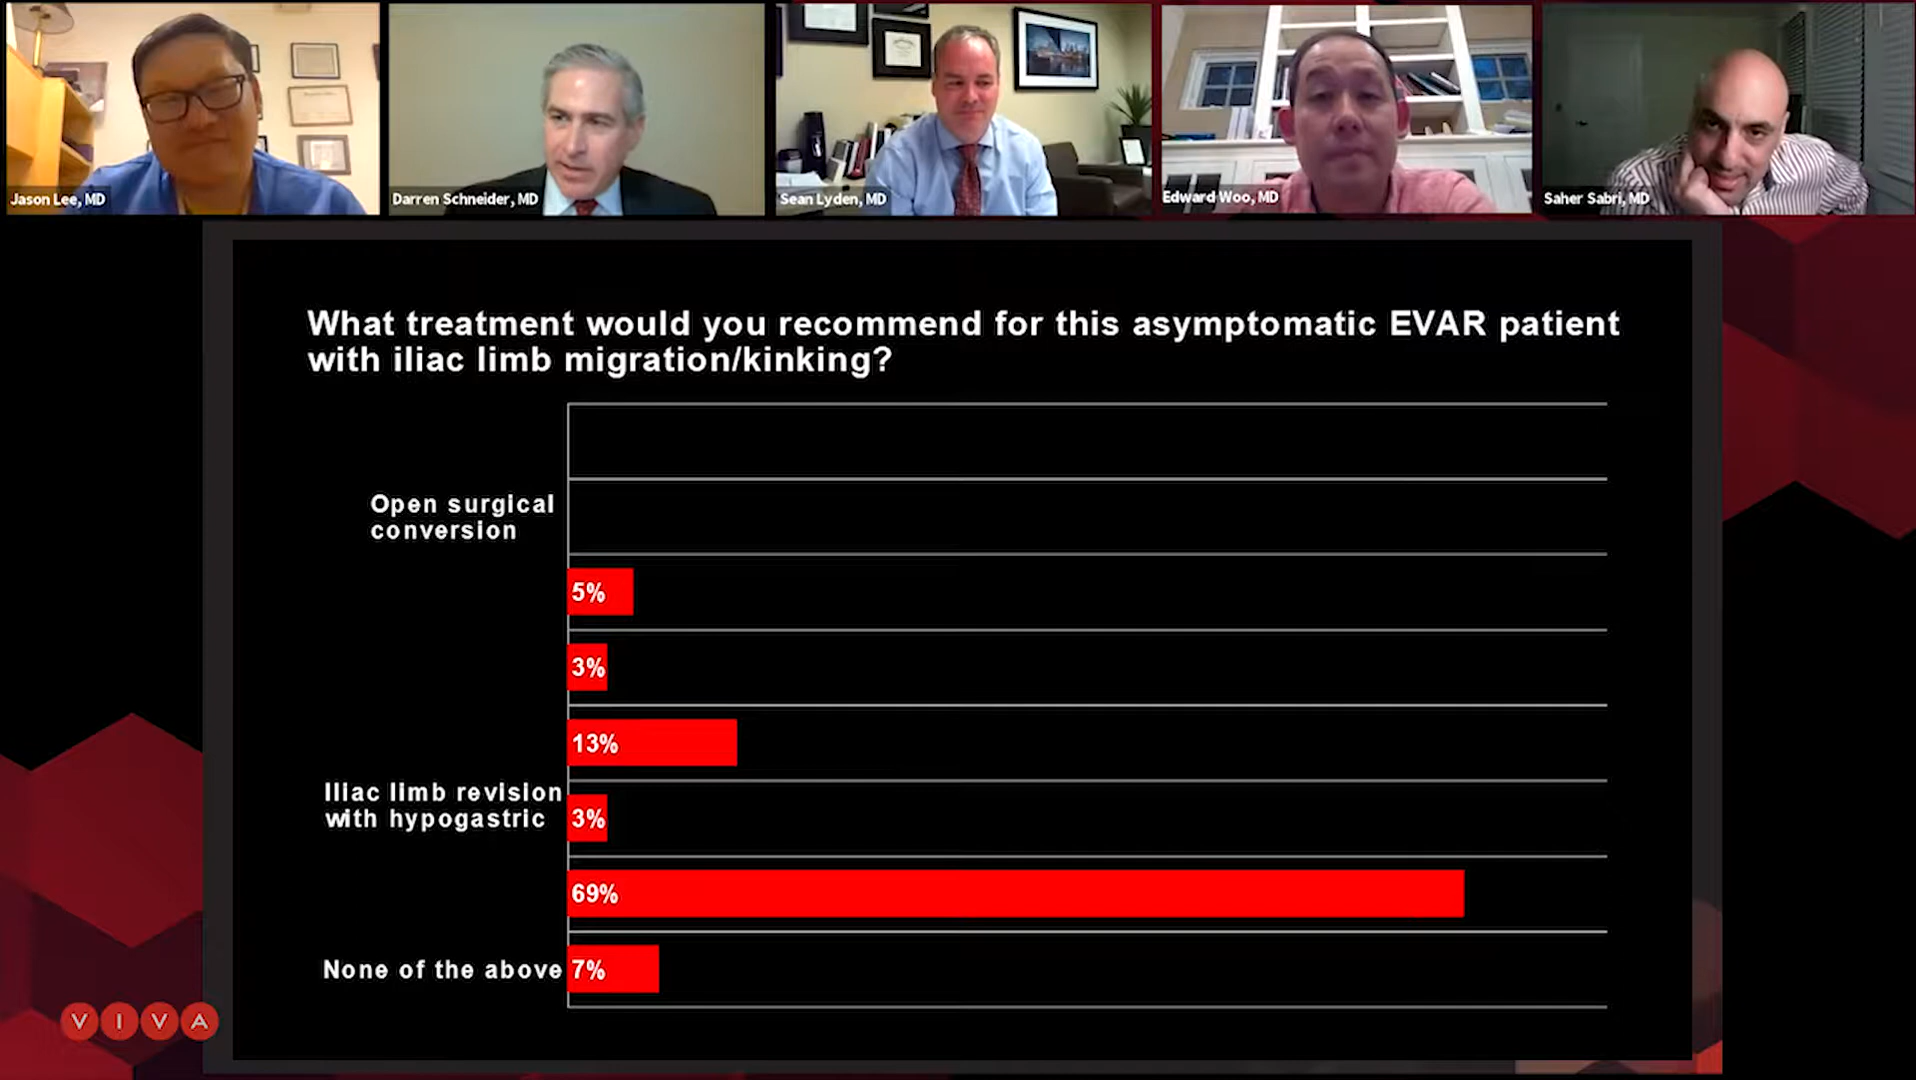 Jason Lee, MD
Darren Schneider, MD
Sean Lyden, MD
Edward Woo, MD
Saher Sabri, MD
What treatment would you recommend for this asymptomatic EVAR patient
with iliac limb migration/kinking?
Open surgical
conversion
5%
3%
13%
Iliac limb revision
with hypogastric
3%
69%
None of the above
7%
VIVA